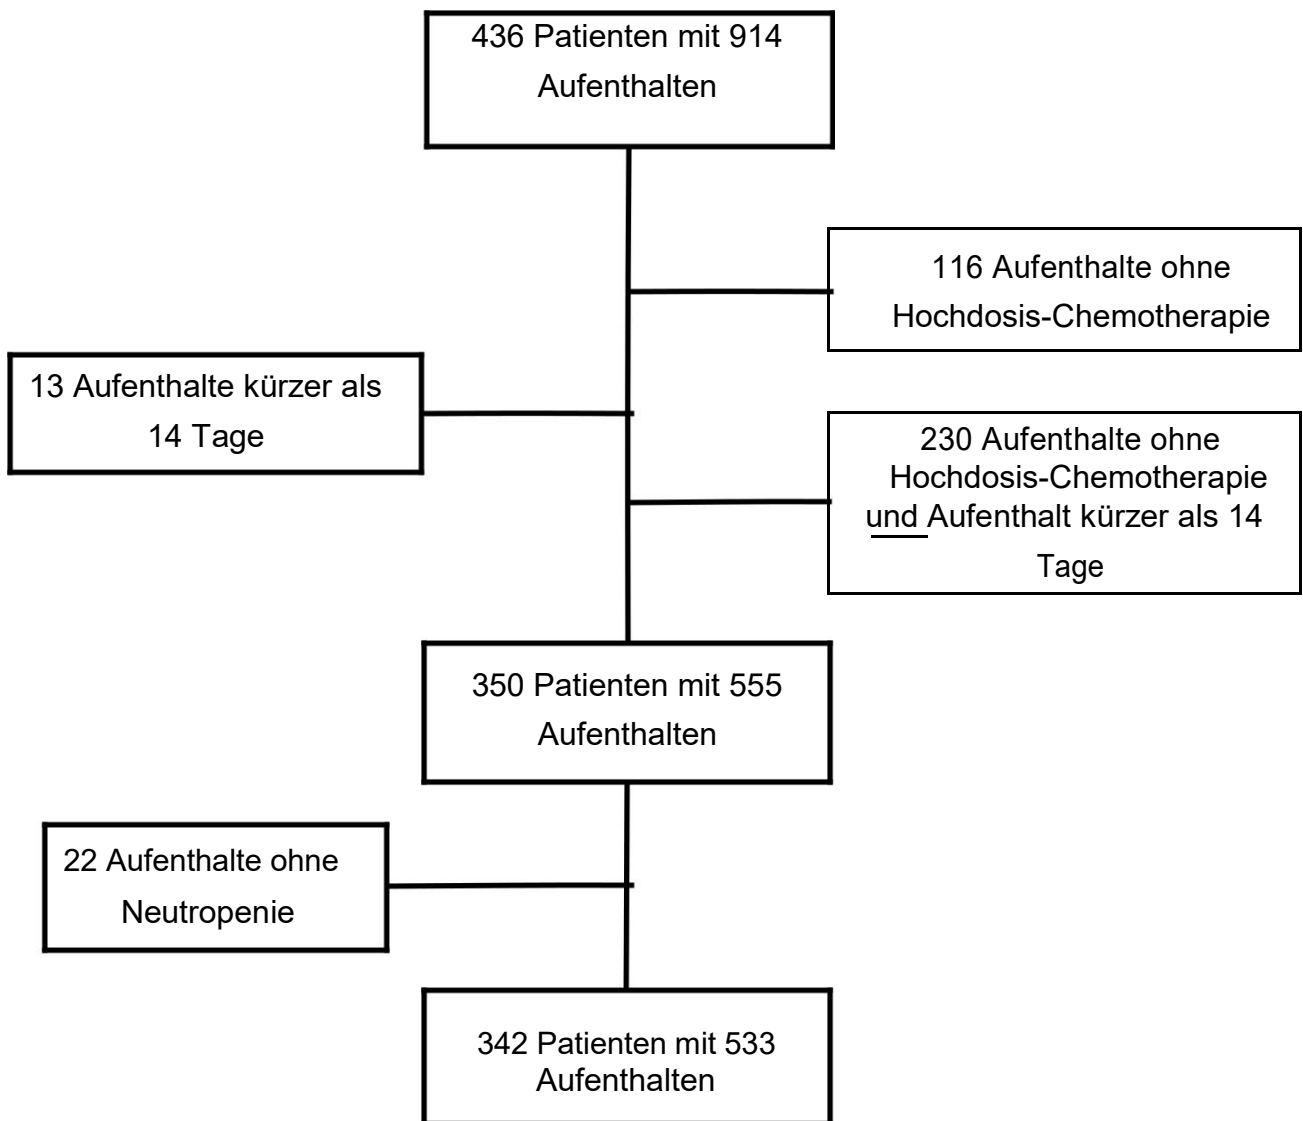 436 Patienten mit 914
Aufenthalten
116 Aufenthalte ohne
Hochdosis-Chemotherapie
13 Aufenthalte kürzer als
14 Tage
230 Aufenthalte ohne
Hochdosis-Chemotherapie
und Aufenthalt kürzer als 14
Tage
350 Patienten mit 555
Aufenthalten
22 Aufenthalte ohne
Neutropenie
342 Patienten mit 533
Aufenthalten